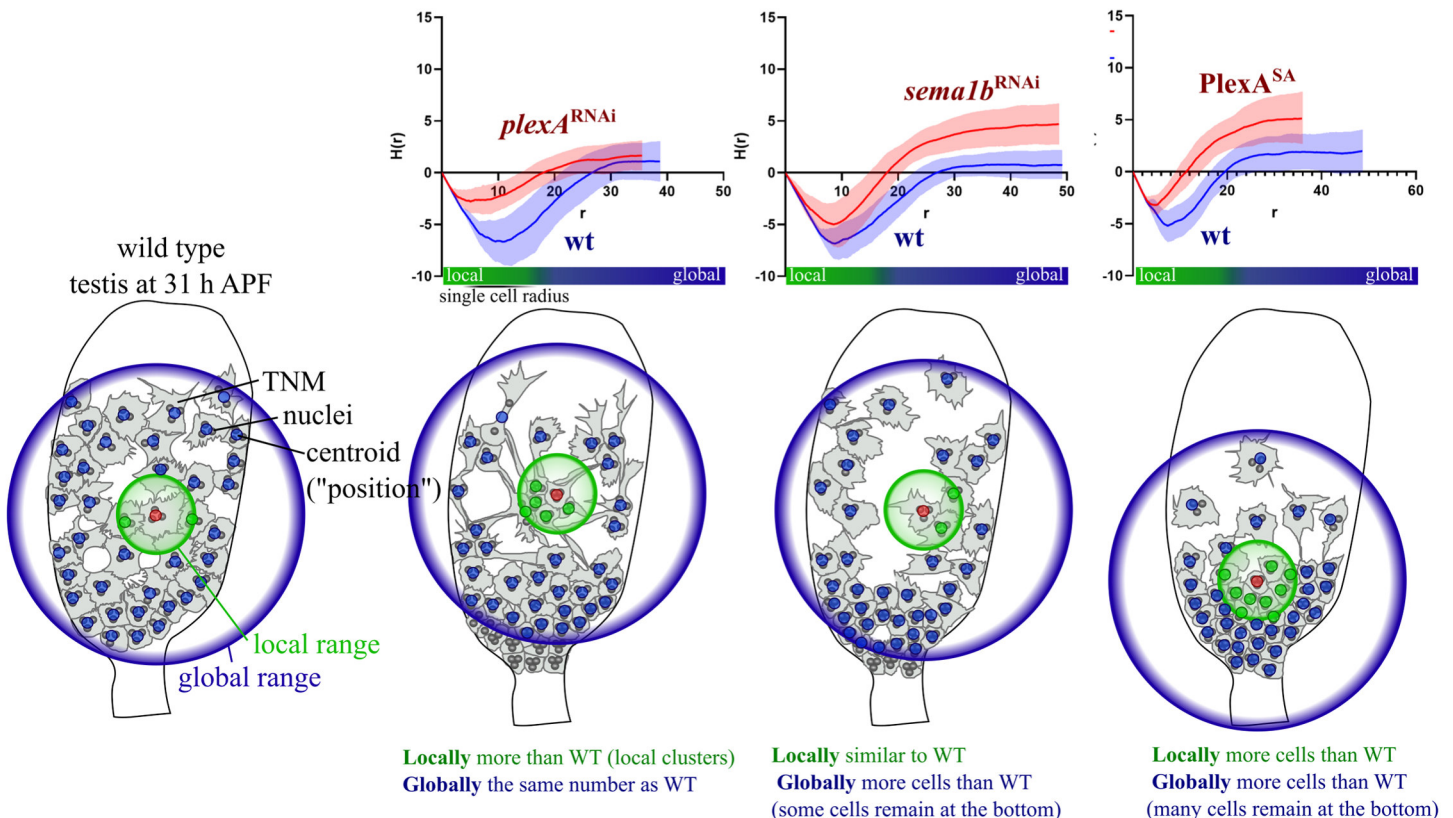 15
10
5
0
-5
-10
H(r)
plexA^RNAi
10
20
30
40
50
r
wt
local
global
single cell radius
15
10
5
0
-5
-10
H(r)
sema1b^RNAi
10
20
30
40
50
r
wt
local
global
15
10
5
0
-5
-10
PlexA^SA
20
40
60
r
wt
local
global
wild type
testis at 31 h APF
TNM
nuclei
centroid
("position")
local range
global range
Locally more than WT (local clusters)
Globally the same number as WT
Locally similar to WT
Globally more cells than WT
(some cells remain at the bottom)
Locally more cells than WT
Globally more cells than WT
(many cells remain at the bottom)